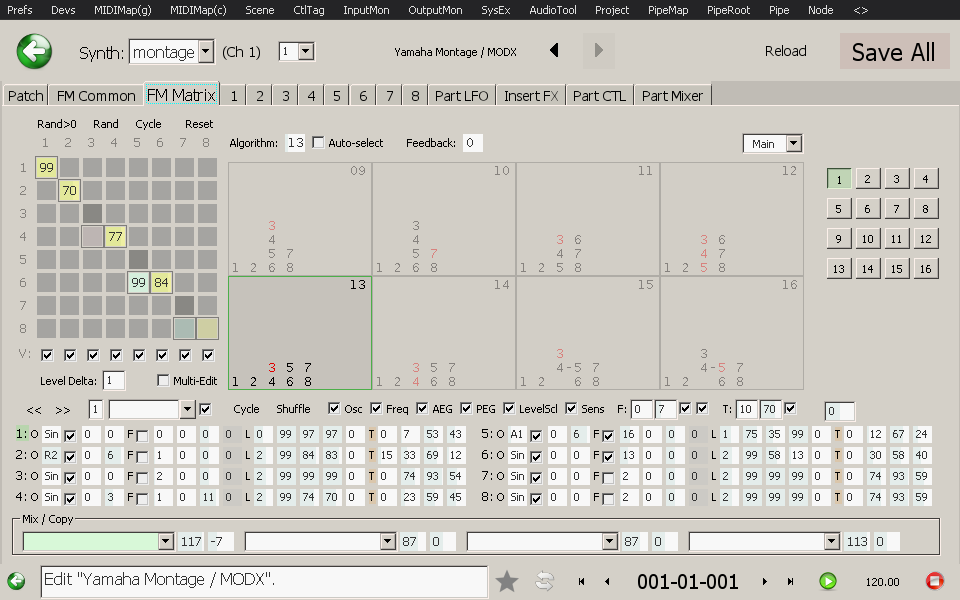 Prefs Devs MIDIMap(g) MIDIMap(c) Scene CtlTag InputMon OutputMon SysEx AudioTool Project PipeMap PipeRoot Pipe Node <>
Synth: montage (Ch 1) 1 Yamaha Montage / MODX Reload Save All
Patch FM Common FM Matrix 1 2 3 4 5 6 7 8 Part LFO Insert FX Part CTL Part Mixer
Rand>0 Rand Cycle Reset
1 2 3 4 5 6 7 8
Algorithm: 13 Auto-select Feedback: 0 Main
1 99
2 70
3
4 77
5
6 99 84
7
8
V:
Level Delta: 1 Multi-Edit
09 10 11 12
3 3
4 4 3 6 3 6
5 7 5 7 4 7 4 7
1 2 6 8 1 2 6 8 1 2 5 8 1 2 5 8
13 14 15 16
3 3
3 5 7 3 5 7 4-5 7 4-5 7
1 2 4 6 8 1 2 4 6 8 1 2 6 8 1 2 6 8
1 2 3 4
5 6 7 8
9 10 11 12
13 14 15 16
<< >> 1 Cycle Shuffle Osc Freq AEG PEG LevelScl Sens F: 0 7 T: 10 70 0
1: O Sin 0 0 F 0 0 0 0 L 0 99 97 97 0 T 0 7 53 43
2: O R2 0 6 F 1 0 0 0 L 2 99 84 83 0 T 15 33 69 12
3: O Sin 0 0 F 2 0 0 0 L 2 99 99 99 0 T 0 74 93 54
4: O Sin 0 3 F 1 0 11 0 L 2 99 74 70 0 T 0 23 59 45
5: O A1 0 6 F 16 0 0 0 L 1 75 35 99 0 T 0 12 67 24
6: O Sin 0 0 F 13 0 0 0 L 2 99 58 13 0 T 0 30 58 40
7: O Sin 0 0 F 2 0 0 0 L 2 99 99 99 0 T 0 74 93 59
8: O Sin 0 0 F 2 0 0 0 L 2 99 99 99 0 T 0 74 93 59
Mix / Copy
117 -7 87 0 87 0 113 0
Edit "Yamaha Montage / MODX". 001-01-001 120.00